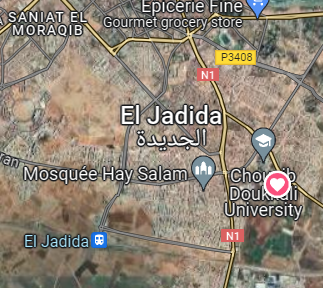 SANIAT EL
MORAQIB
Epicerie Fine
Gourmet grocery store
P3408
N1
El Jadida
الجديدة
Mosquée Hay Salam
Chouaib
Doukkali
University
El Jadida
N1